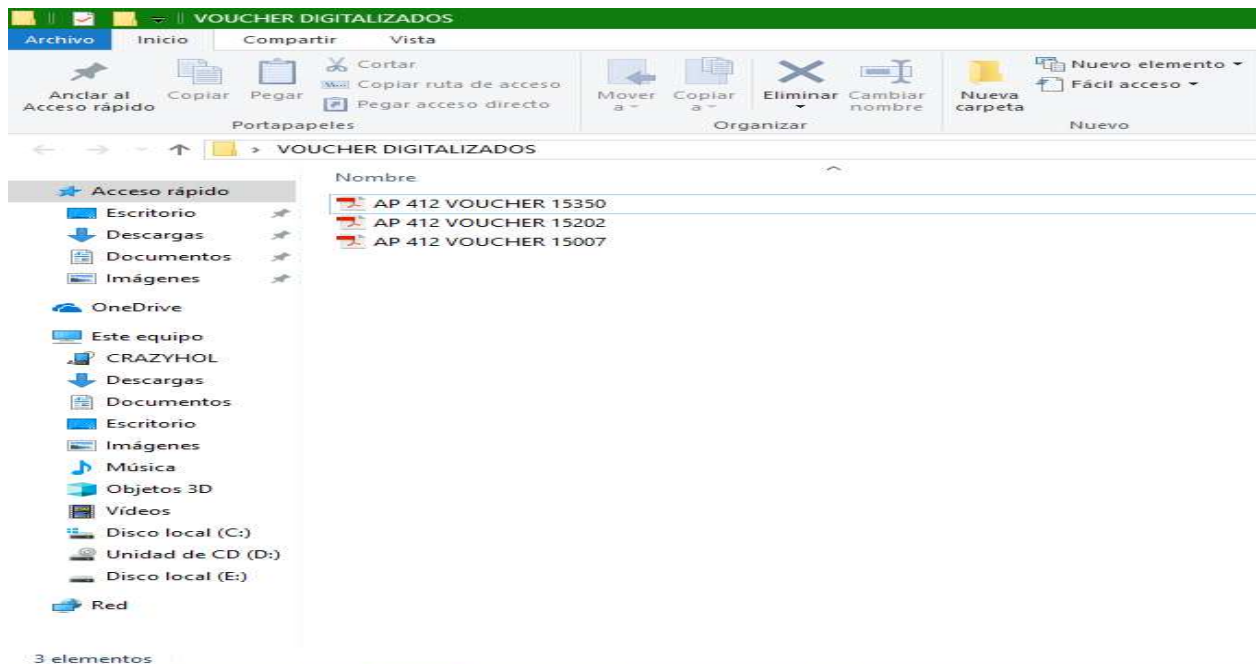 VOUCHER DIGITALIZADOS
Archivo Inicio Compartir Vista
Anclar al Acceso rápido
Copiar
Pegar
Cortar
Copiar ruta de acceso
Pegar acceso directo
Portapapeles
Mover a
Copiar a
Eliminar
Cambiar nombre
Organizar
Nueva carpeta
Nuevo elemento
Fácil acceso
Nuevo
> VOUCHER DIGITALIZADOS
Nombre
AP 412 VOUCHER 15350
AP 412 VOUCHER 15202
AP 412 VOUCHER 15007
Acceso rápido
Escritorio
Descargas
Documentos
Imágenes
OneDrive
Este equipo
CRAZYHOL
Descargas
Documentos
Escritorio
Imágenes
Música
Objetos 3D
Vídeos
Disco local (C:)
Unidad de CD (D:)
Disco local (E:)
Red
3 elementos